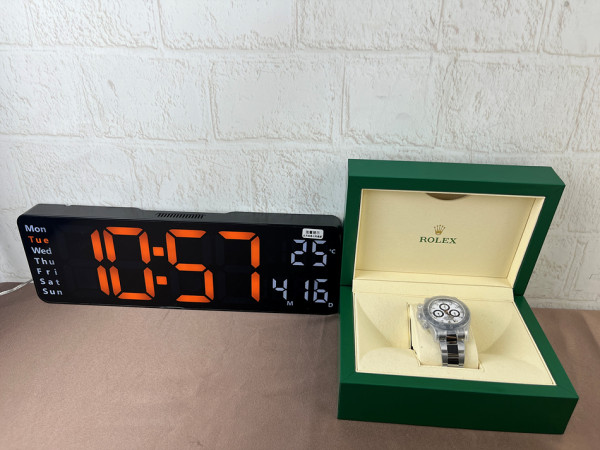 Mon
Tue
Wed
Thu
Fri
Sat
Sun
10:57
25 °C
4 M 16 D
ROLEX